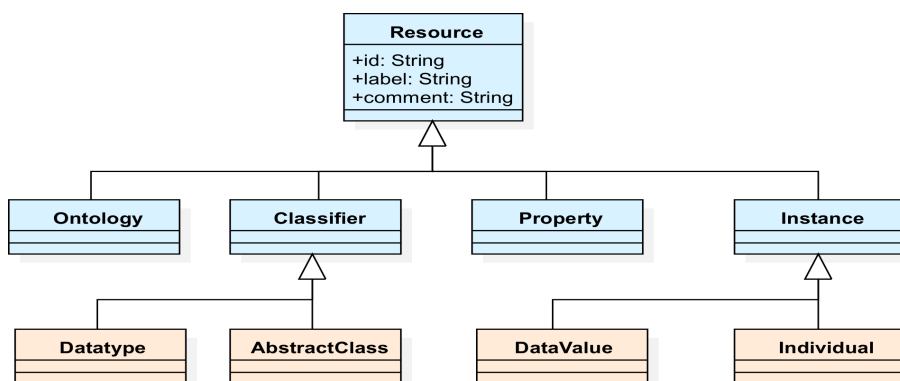 Resource
+id: String
+label: String
+comment: String
Ontology
Classifier
Property
Instance
Datatype
AbstractClass
DataValue
Individual